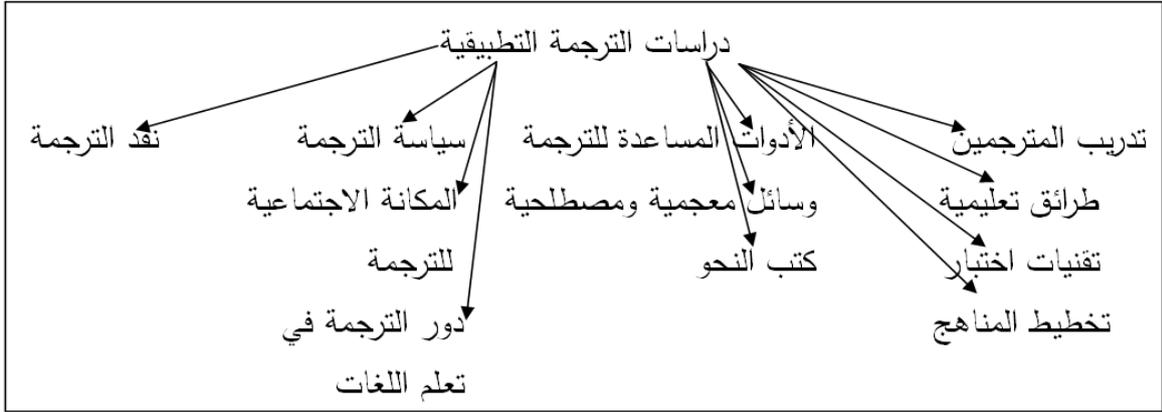 دراسات الترجمة التطبيقية
تدريب المترجمين
الأدوات المساعدة للترجمة
سياسة الترجمة
نقد الترجمة
طرائق تعليمية
وسائل معجمية ومصطلحية
المكانة الاجتماعية
تقنيات اختبار
كتب النحو
للترجمة
تخطيط المناهج
دور الترجمة في
تعلم اللغات